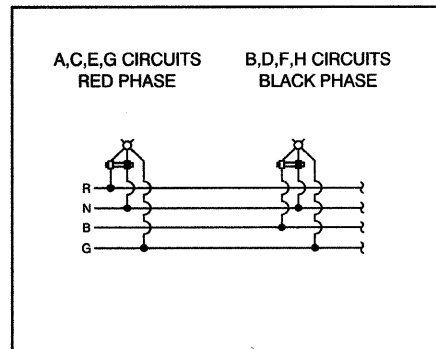 A,C,E,G CIRCUITS
RED PHASE
B,D,F,H CIRCUITS
BLACK PHASE
R
N
B
G